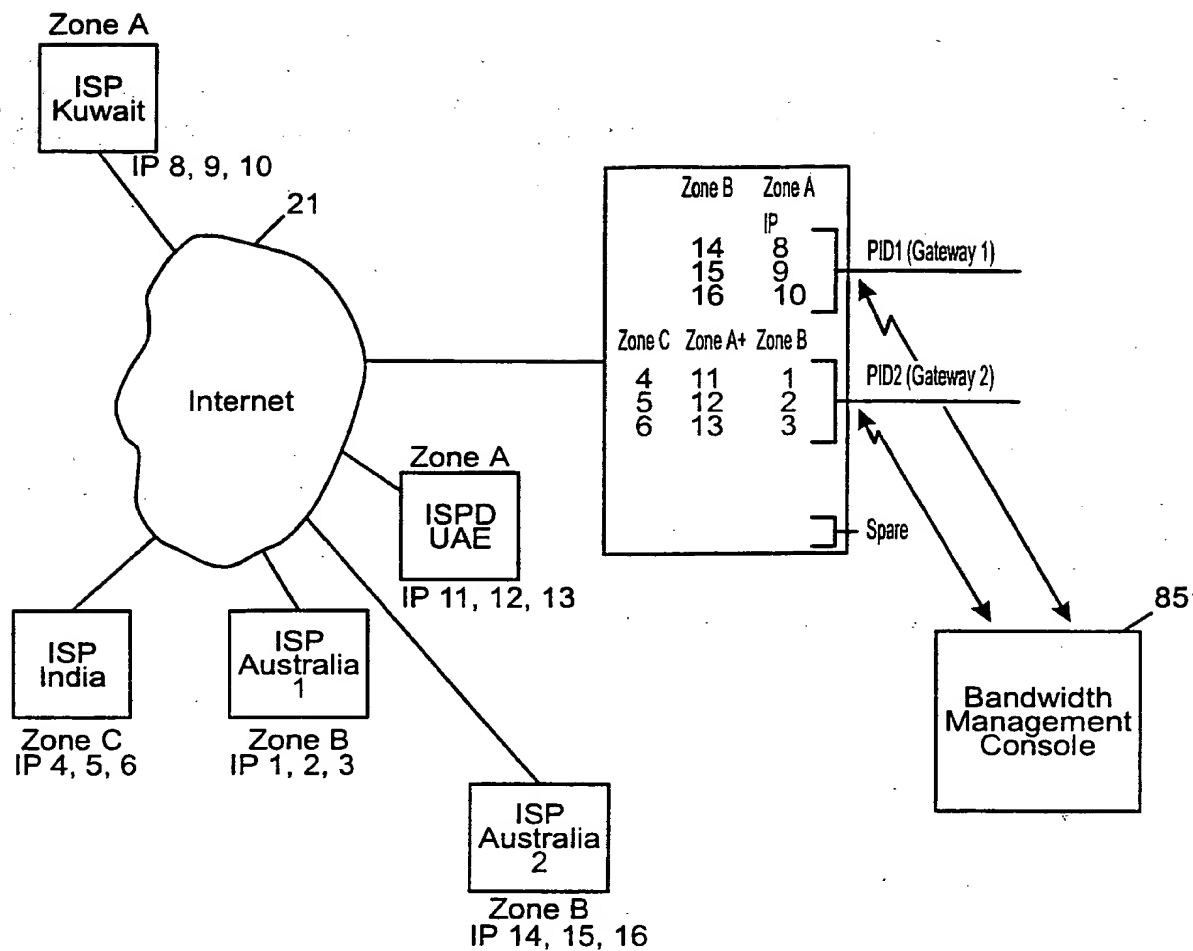 Zone A
ISP
Kuwait
IP 8, 9, 10
21
Internet
Zone B Zone A
IP
14 8
15 9
16 10
PID1 (Gateway 1)
Zone C Zone A+ Zone B
4 11 1
5 12 2
6 13 3
PID2 (Gateway 2)
Spare
Zone A
ISPD
UAE
IP 11, 12, 13
ISP
India
Zone C
IP 4, 5, 6
ISP
Australia
1
Zone B
IP 1, 2, 3
ISP
Australia
2
Zone B
IP 14, 15, 16
85
Bandwidth
Management
Console